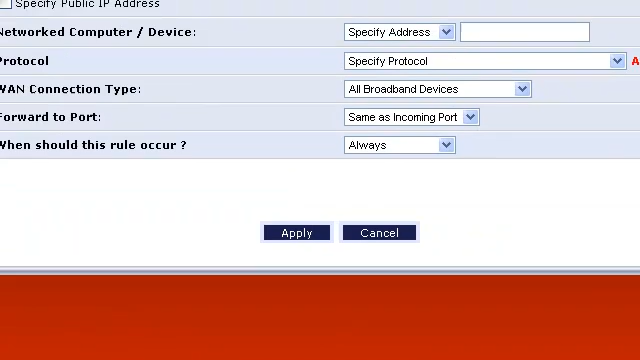 Specify Public IP Address
Networked Computer / Device: Specify Address
Protocol Specify Protocol A
WAN Connection Type: All Broadband Devices
Forward to Port: Same as Incoming Port
When should this rule occur ? Always
Apply Cancel